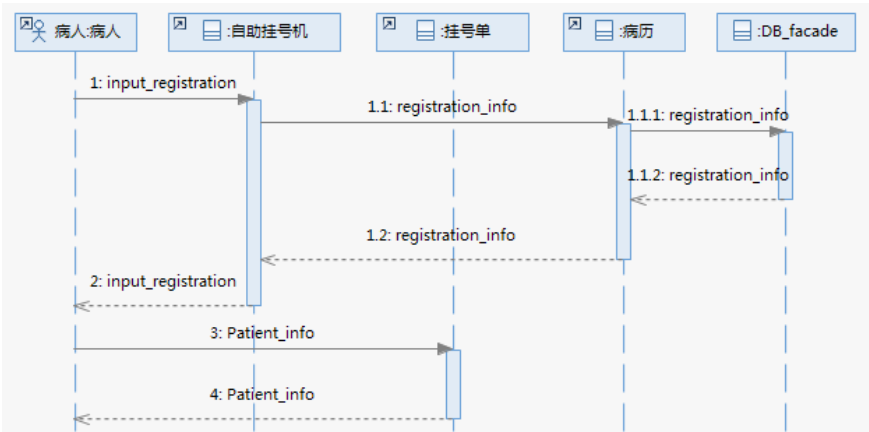 病人:病人
:自助挂号机
:挂号单
:病历
:DB_facade
1: input_registration
1.1: registration_info
1.1.1: registration_info
1.1.2: registration_info
1.2: registration_info
2: input_registration
3: Patient_info
4: Patient_info